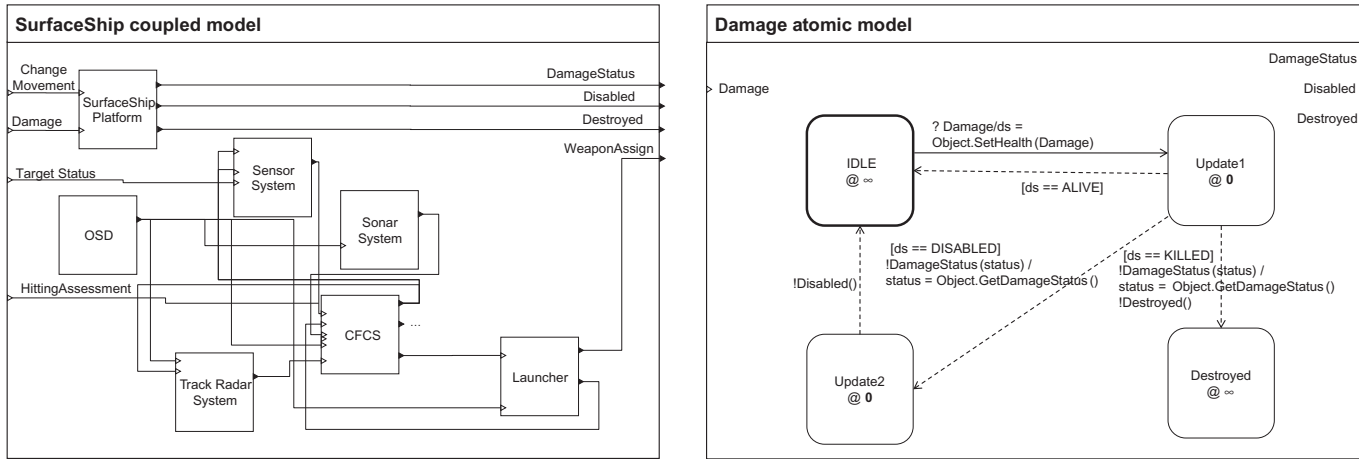 SurfaceShip coupled model
Change
Movement
Damage
SurfaceShip
Platform
DamageStatus
Disabled
Destroyed
WeaponAssign
Target Status
Sensor
System
OSD
Sonar
System
HittingAssessment
CFCS
...
Track Radar
System
Launcher
Damage atomic model
DamageStatus
Damage
Disabled
Destroyed
IDLE
@ ∞
? Damage/ds =
Object.SetHealth(Damage)
[ds == ALIVE]
Update1
@ 0
[ds == DISABLED]
!DamageStatus(status) /
status = Object.GetDamageStatus()
[ds == KILLED]
!DamageStatus(status) /
status = Object.GetDamageStatus()
!Destroyed()
!Disabled()
Update2
@ 0
Destroyed
@ ∞